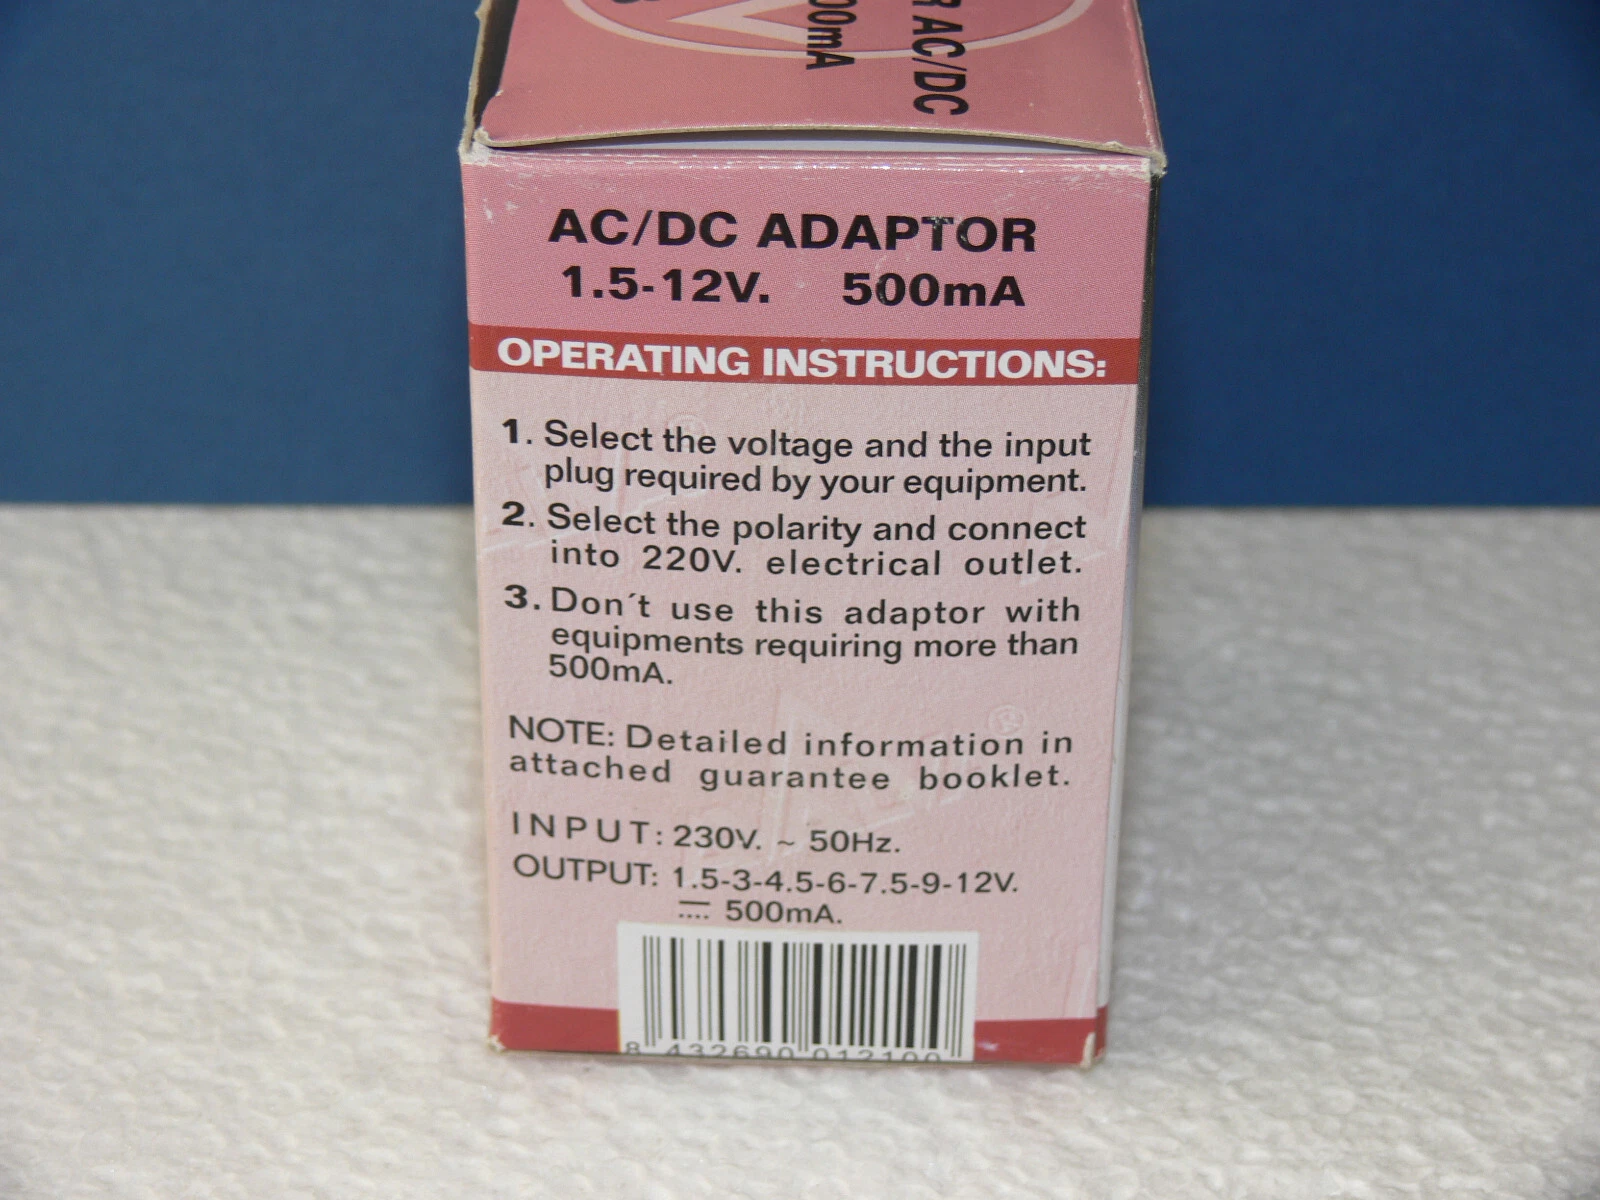 R AC/DC
00mA
AC/DC ADAPTOR
1.5-12V. 500mA
OPERATING INSTRUCTIONS:
1. Select the voltage and the input
plug required by your equipment.
2. Select the polarity and connect
into 220V. electrical outlet.
3. Don´t use this adaptor with
equipments requiring more than
500mA.
NOTE: Detailed information in
attached guarantee booklet.
INPUT: 230V. ~ 50Hz.
OUTPUT: 1.5-3-4.5-6-7.5-9-12V.
⎓ 500mA.
8 432690 012100